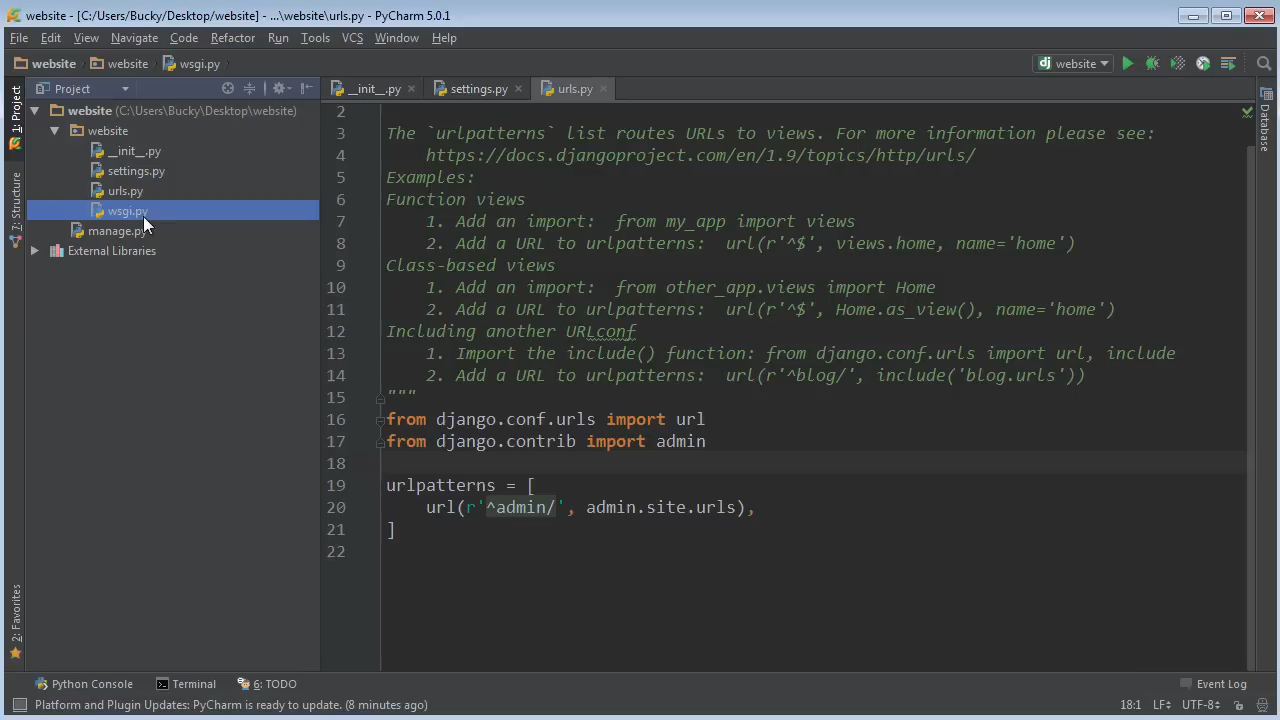 website - [C:/Users/Bucky/Desktop/website] - ...\website\urls.py - PyCharm 5.0.1
File Edit View Navigate Code Refactor Run Tools VCS Window Help
website website wsgi.py
dj website
1: Project
7: Structure
2: Favorites
Project
website (C:\Users\Bucky\Desktop\website)
website
__init__.py
settings.py
urls.py
wsgi.py
manage.py
External Libraries
__init__.py settings.py urls.py
2
3 The `urlpatterns` list routes URLs to views. For more information please see:
4 https://docs.djangoproject.com/en/1.9/topics/http/urls/
5 Examples:
6 Function views
7 1. Add an import:  from my_app import views
8 2. Add a URL to urlpatterns:  url(r'^$', views.home, name='home')
9 Class-based views
10 1. Add an import:  from other_app.views import Home
11 2. Add a URL to urlpatterns:  url(r'^$', Home.as_view(), name='home')
12 Including another URLconf
13 1. Import the include() function: from django.conf.urls import url, include
14 2. Add a URL to urlpatterns:  url(r'^blog/', include('blog.urls'))
15 """
16 from django.conf.urls import url
17 from django.contrib import admin
18
19 urlpatterns = [
20 url(r'^admin/', admin.site.urls),
21 ]
22
Database
Python Console Terminal 6: TODO Event Log
Platform and Plugin Updates: PyCharm is ready to update. (8 minutes ago) 18:1 LF UTF-8